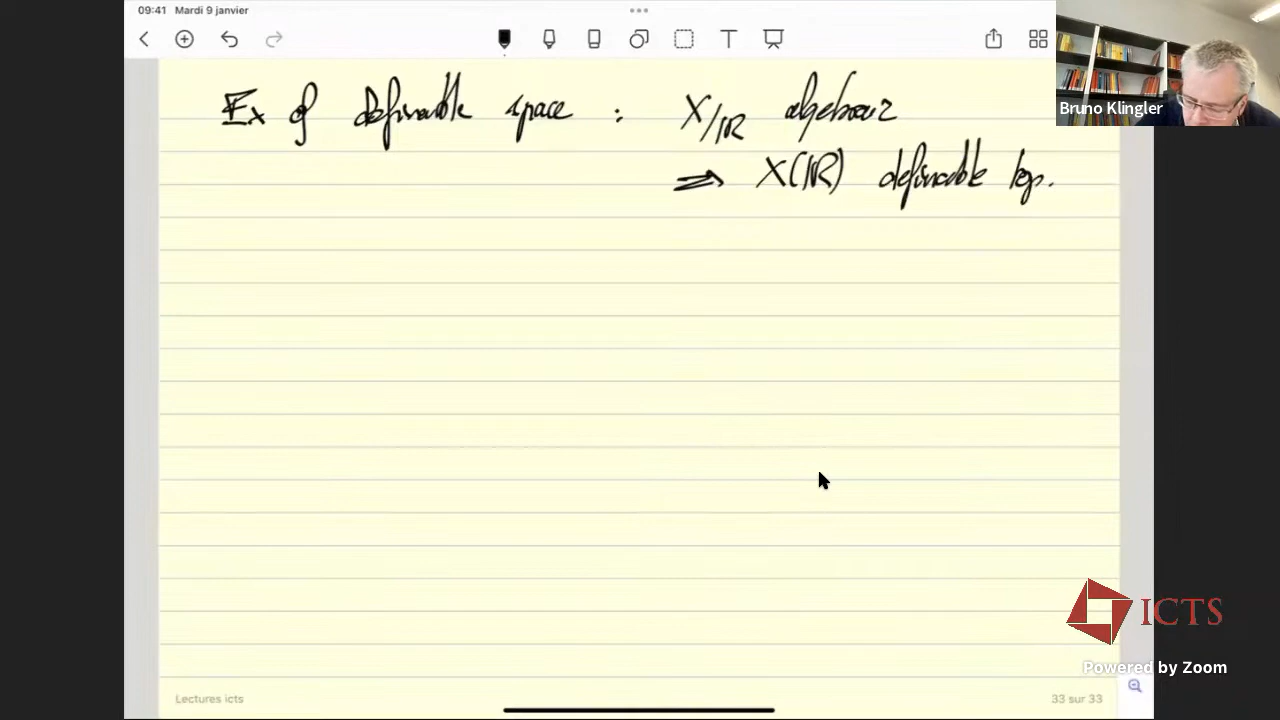 09:41 Mardi 9 janvier
Ex of definable space : X/ℝ algebraic
⇒ X(ℝ) definable top.
Bruno Klingler
ICTS
Powered by Zoom
Lectures icts
33 sur 33